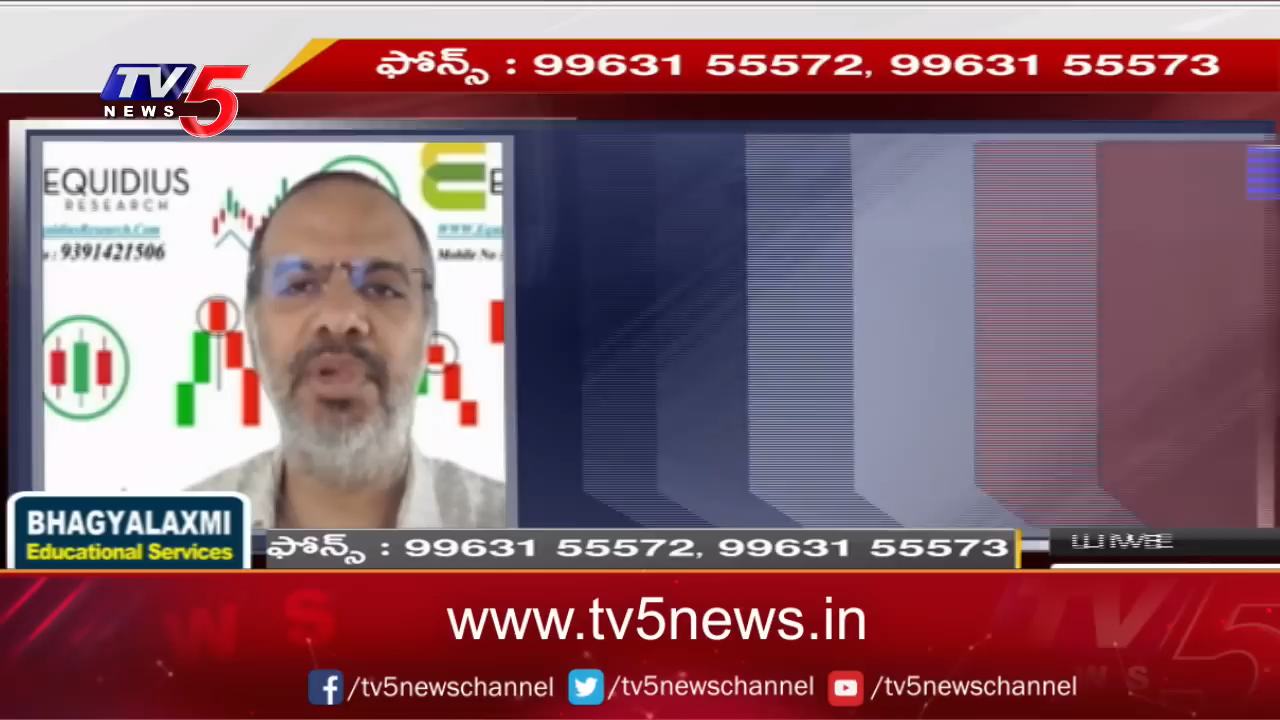 ఫోన్స్ : 99631 55572, 99631 55573
TV5
NEWS
EQUIDIUS
RESEARCH
9391421506
Mobile No
BHAGYALAXMI
Educational Services
ఫోన్స్ : 99631 55572, 99631 55573
LIVE
www.tv5news.in
/tv5newschannel /tv5newschannel /tv5newschannel